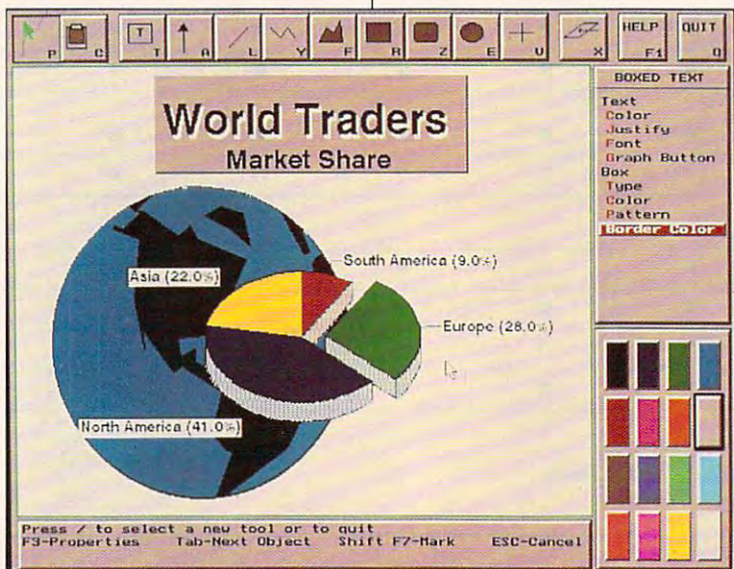 P C T T A L Y F R Z E U X HELP F1 QUIT Q
BOXED TEXT
Text
Color
Justify
Font
Graph Button
Box
Type
Color
Pattern
Border Color
World Traders
Market Share
South America (9.0%)
Asia (22.0%)
Europe (28.0%)
North America (41.0%)
Press / to select a new tool or to quit
F3-Properties Tab-Next Object Shift F7-Mark ESC-Cancel